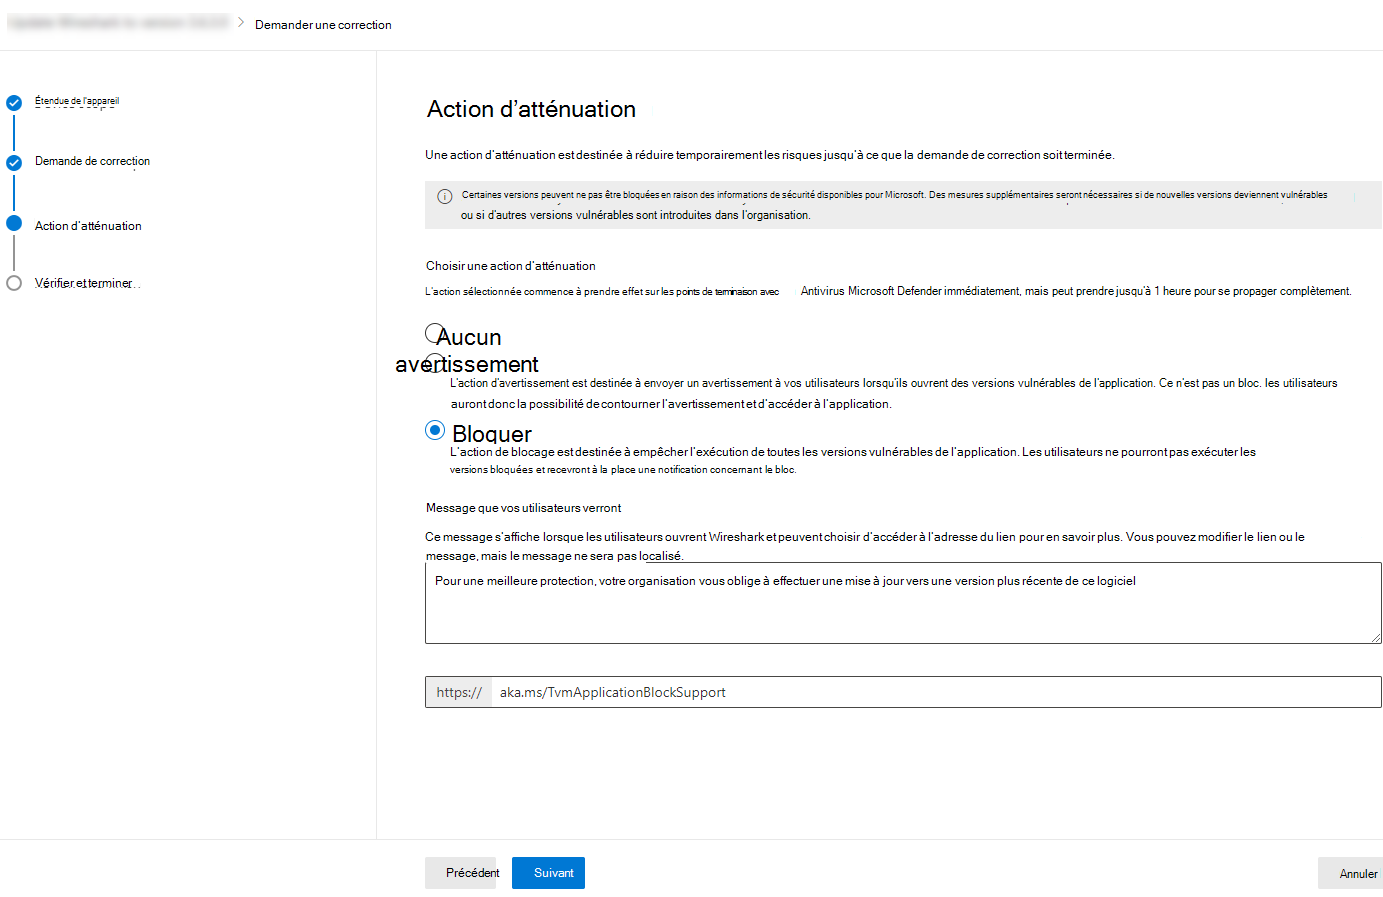 Demander une correction
Étendue de l'appareil
Demande de correction
Action d'atténuation
Vérifier et terminer
Action d'atténuation
Une action d'atténuation est destinée à réduire temporairement les risques jusqu'à ce que la demande de correction soit terminée.
Certaines versions peuvent ne pas être bloquées en raison des informations de sécurité disponibles pour Microsoft. Des mesures supplémentaires seront nécessaires si de nouvelles versions deviennent vulnérables
ou si d'autres versions vulnérables sont introduites dans l'organisation.
Choisir une action d'atténuation
L'action sélectionnée commence à prendre effet sur les points de terminaison avec Antivirus Microsoft Defender immédiatement, mais peut prendre jusqu'à 1 heure pour se propager complètement.
Aucun
avertissement
L'action d'avertissement est destinée à envoyer un avertissement à vos utilisateurs lorsqu'ils ouvrent des versions vulnérables de l'application. Ce n'est pas un bloc. les utilisateurs
auront donc la possibilité de contourner l'avertissement et d'accéder à l'application.
Bloquer
L'action de blocage est destinée à empêcher l'exécution de toutes les versions vulnérables de l'application. Les utilisateurs ne pourront pas exécuter les
versions bloquées et recevront à la place une notification concernant le bloc.
Message que vos utilisateurs verront
Ce message s'affiche lorsque les utilisateurs ouvrent Wireshark et peuvent choisir d'accéder à l'adresse du lien pour en savoir plus. Vous pouvez modifier le lien ou le
message, mais le message ne sera pas localisé.
Pour une meilleure protection, votre organisation vous oblige à effectuer une mise à jour vers une version plus récente de ce logiciel
https:// aka.ms/TvmApplicationBlockSupport
Précédent
Suivant
Annuler